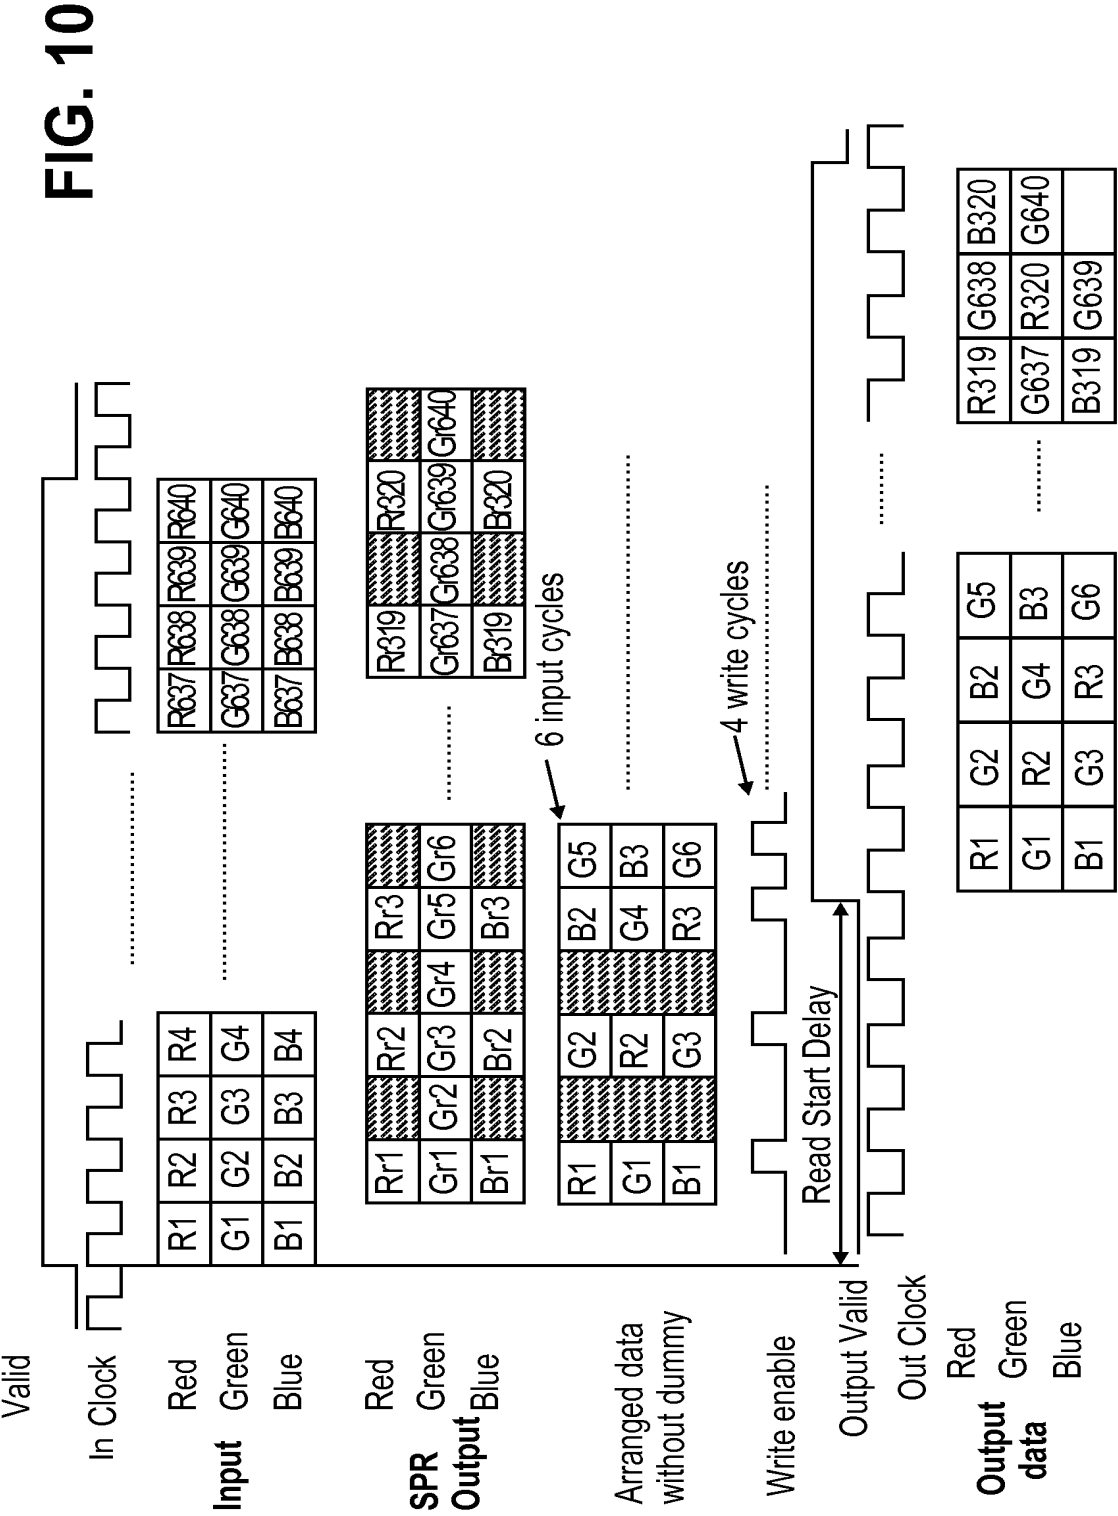 FIG. 10
Valid
In Clock
Input
Red R1 R2 R3 R4 R637 R638 R639 R640
Green G1 G2 G3 G4 G637 G638 G639 G640
Blue B1 B2 B3 B4 B637 B638 B639 B640
SPR
Output
Red Rr1 Rr2 Rr3 Rr319 Rr320
Green Gr1 Gr2 Gr3 Gr4 Gr5 Gr6 Gr637 Gr638 Gr639 Gr640
Blue Br1 Br2 Br3 Br319 Br320
6 input cycles
Arranged data
without dummy
R1 G2 B2 G5
G1 R2 G4 B3
B1 G3 R3 G6
4 write cycles
Write enable
Read Start Delay
Output Valid
Out Clock
Output
data
Red R1 G2 B2 G5 R319 G638 B320
Green G1 R2 G4 B3 G637 R320 G640
Blue B1 G3 R3 G6 B319 G639